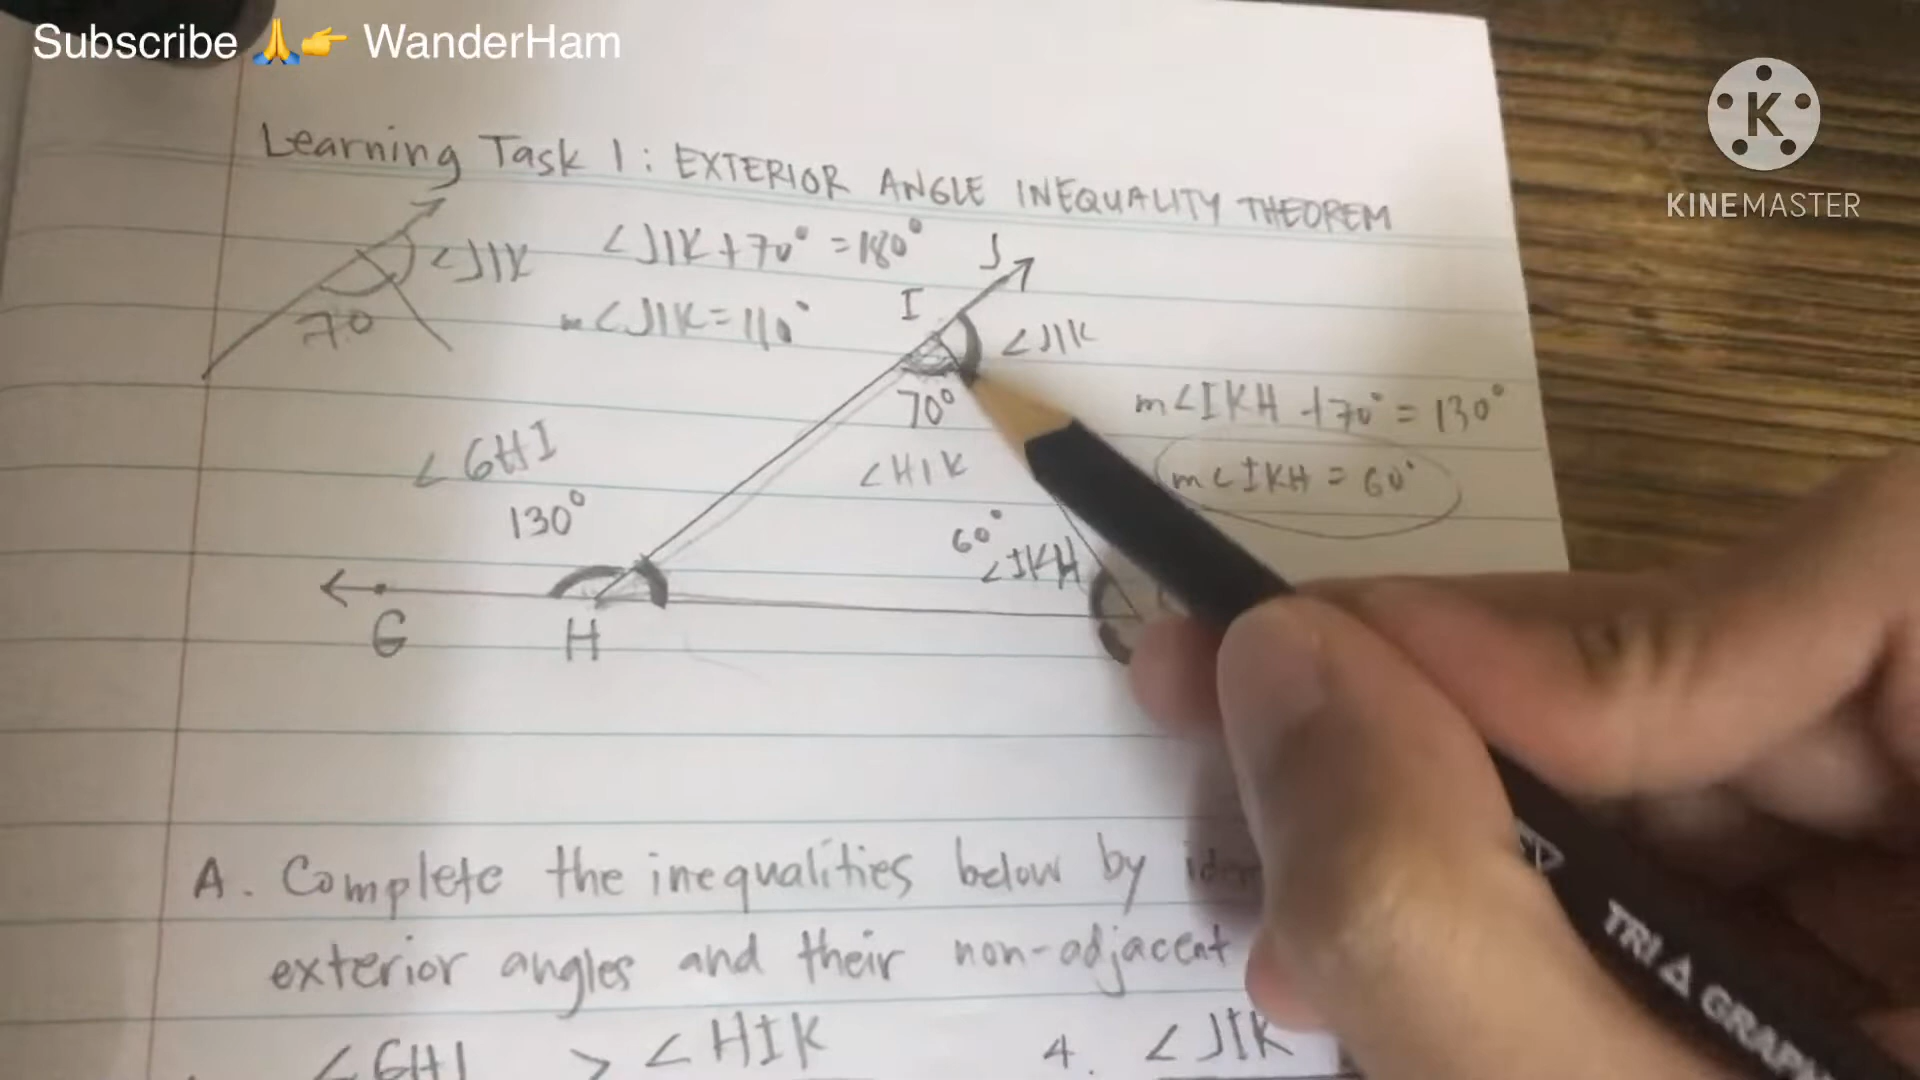 Subscribe 🙏👉 WanderHam
KINEMASTER
Learning Task 1: EXTERIOR ANGLE INEQUALITY THEOREM
∠JIK
70
∠JIK + 70° = 180°
m∠JIK = 110°
J
I
∠JIK
70°
∠HIK
m∠IKH + 70° = 130°
m∠IKH = 60°
∠GHI
130°
60°
∠IKH
G
H
A. Complete the inequalities below by
exterior angles and their non-adjacent
∠GHI > ∠HIK
4. ∠JIK
TRI GRAPH